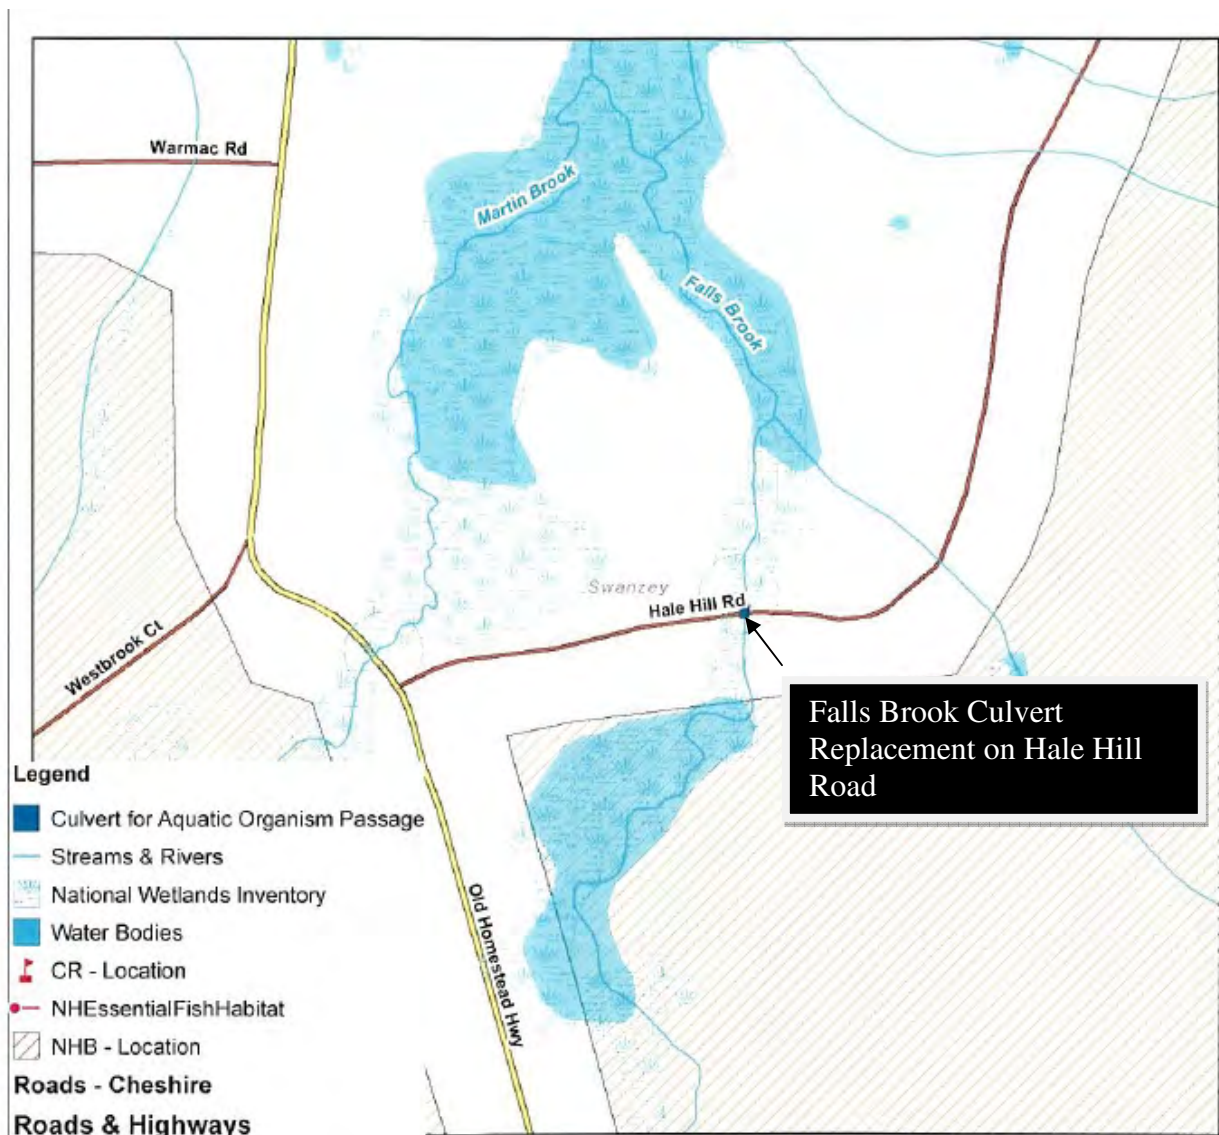 Warmac Rd
Martin Brook
Falls Brook
Swanzey
Hale Hill Rd
Westbrook Ct
Falls Brook Culvert
Replacement on Hale Hill
Road
Old Homestead Hwy
Legend
Culvert for Aquatic Organism Passage
Streams & Rivers
National Wetlands Inventory
Water Bodies
CR - Location
NHEssentialFishHabitat
NHB - Location
Roads - Cheshire
Roads & Highways